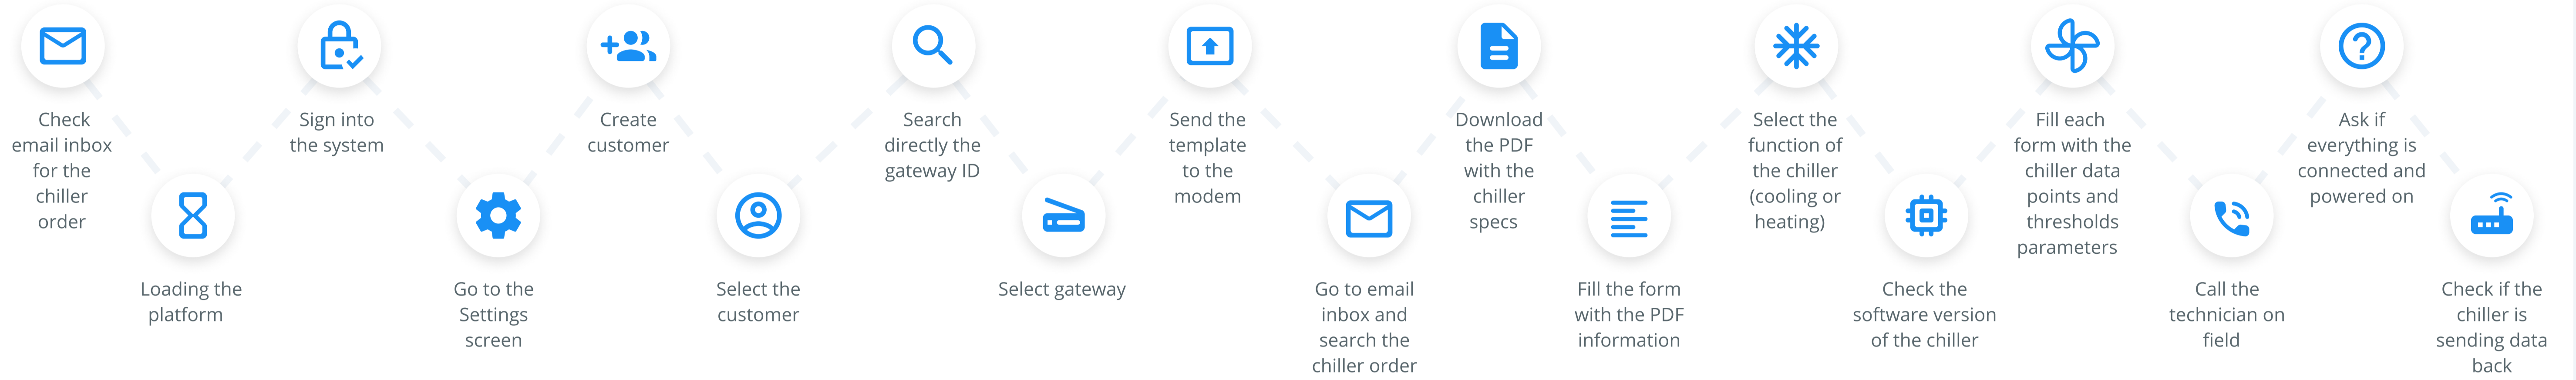 Check
email inbox
for the
chiller
order
Loading the
platform
Sign into
the system
Go to the
Settings
screen
Create
customer
Select the
customer
Search
directly the
gateway ID
Select gateway
Send the
template
to the
modem
Go to email
inbox and
search the
chiller order
Download
the PDF
with the
chiller
specs
Fill the form
with the PDF
information
Select the
function of
the chiller
(cooling or
heating)
Check the
software version
of the chiller
Fill each
form with the
chiller data
points and
thresholds
parameters
Call the
technician on
field
Ask if
everything is
connected and
powered on
Check if the
chiller is
sending data
back